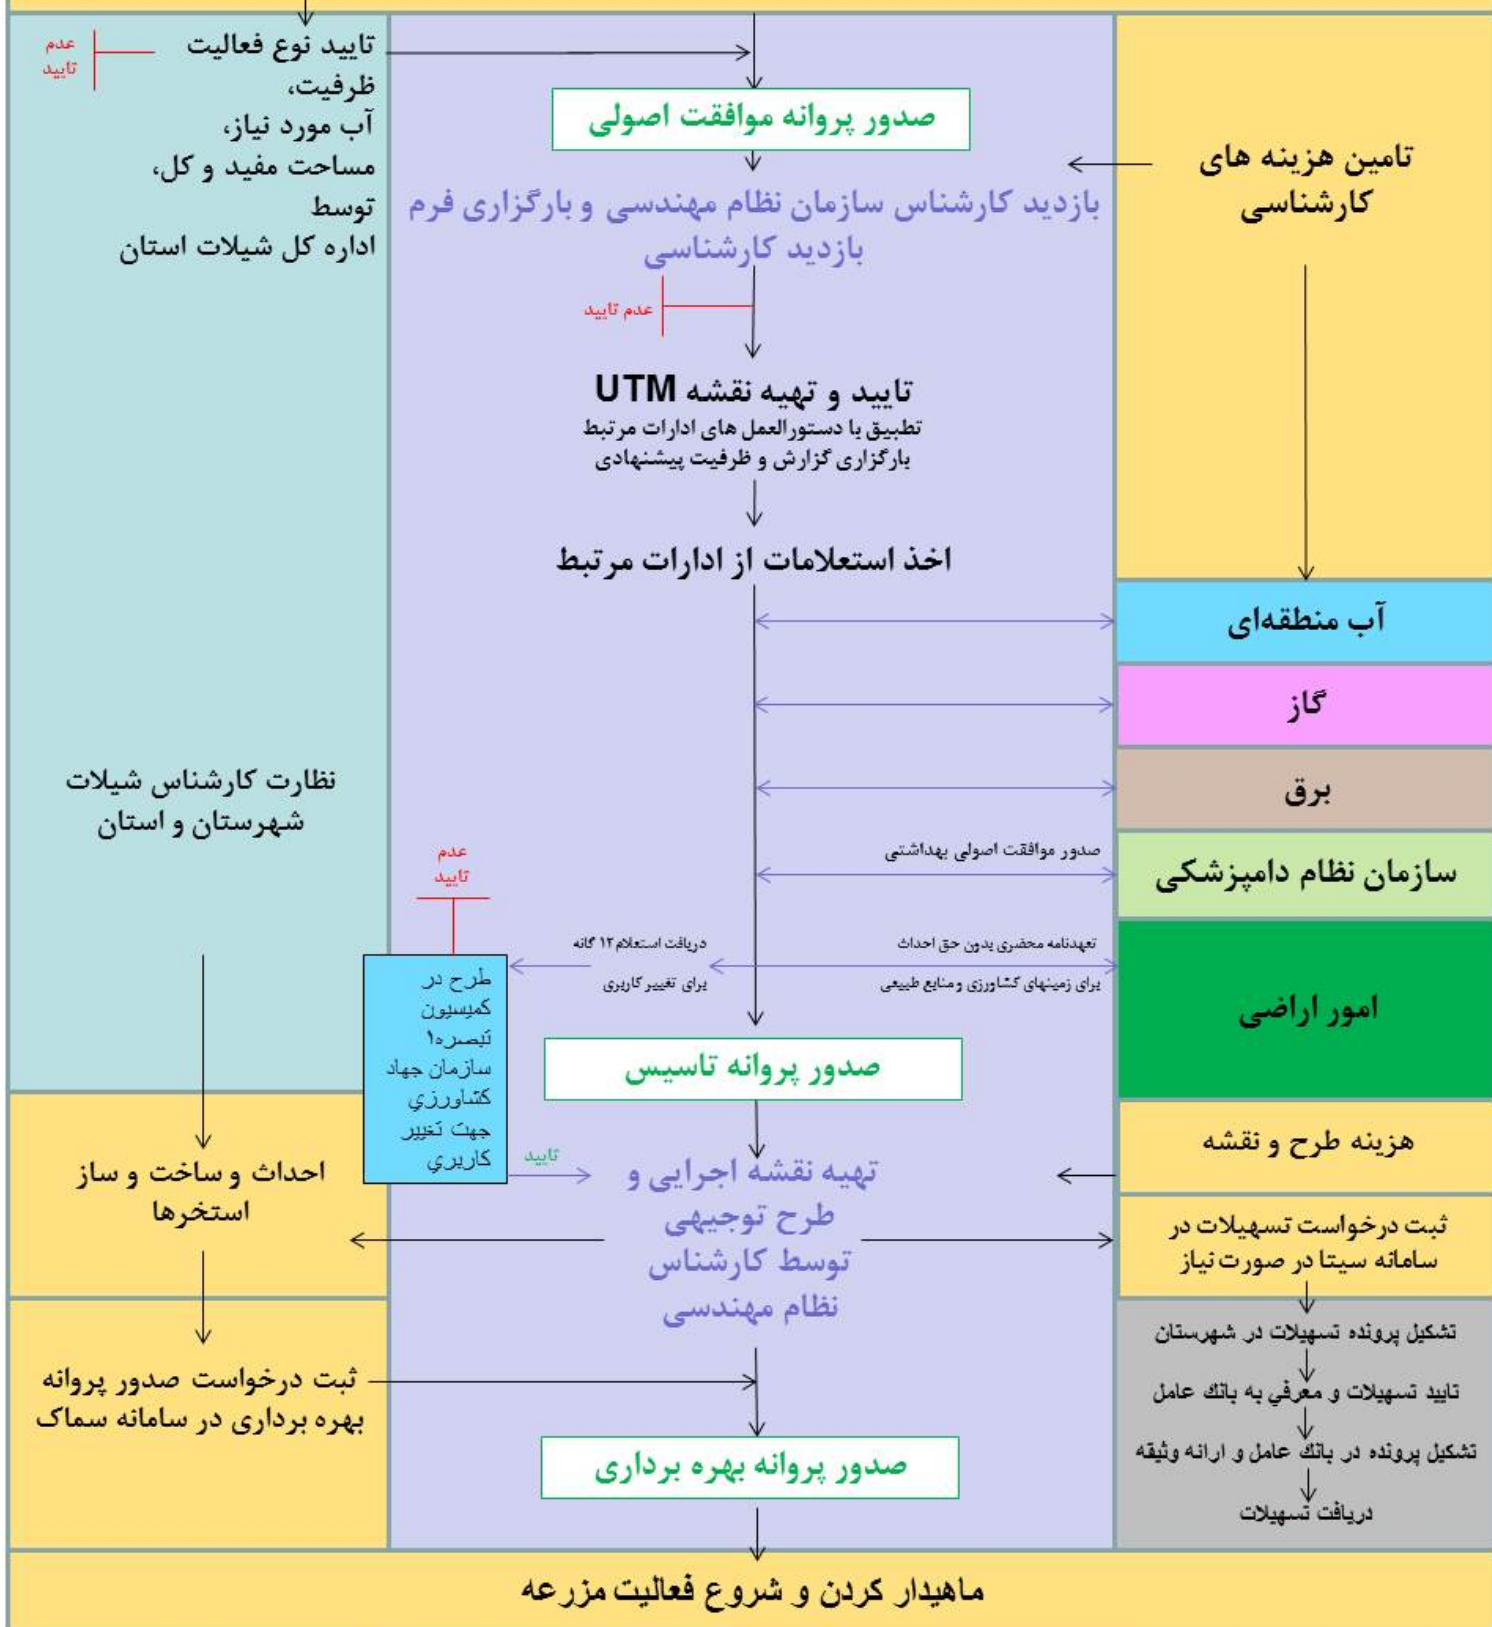 عدم
تایید
تایید نوع فعالیت
ظرفیت،
آب مورد نیاز،
مساحت مفید و کل،
توسط
اداره کل شیلات استان
صدور پروانه موافقت اصولی
تامین هزینه های
کارشناسی
بازدید کارشناس سازمان نظام مهندسی و بارگزاری فرم
بازدید کارشناسی
عدم تایید
تایید و تهیه نقشه UTM
تطبیق با دستورالعمل های ادارات مرتبط
بارگزاری گزارش و ظرفیت پیشنهادی
اخذ استعلامات از ادارات مرتبط
آب منطقه‌ای
گاز
برق
نظارت کارشناس شیلات
شهرستان و استان
صدور موافقت اصولی بهداشتی
سازمان نظام دامپزشکی
عدم
تایید
تعهدنامه محضری بدون حق احداث
برای زمینهای کشاورزی و منابع طبیعی
دریافت استعلام ۱۲ گانه
برای تغییر کاربری
امور اراضی
طرح در
کمیسیون
تبصره۱
سازمان جهاد
کشاورزي
جهت تغییر
کاربري
صدور پروانه تاسیس
هزینه طرح و نقشه
تایید
تهیه نقشه اجرایی و
طرح توجیهی
توسط کارشناس
نظام مهندسی
احداث و ساخت و ساز
استخرها
ثبت درخواست تسهیلات در
سامانه سیتا در صورت نیاز
تشکیل پرونده تسهیلات در شهرستان
تایید تسهیلات و معرفي به بانك عامل
تشکیل پرونده در بانك عامل و ارائه وثیقه
دریافت تسهیلات
ثبت درخواست صدور پروانه
بهره برداری در سامانه سماک
صدور پروانه بهره برداری
ماهیدار کردن و شروع فعالیت مزرعه